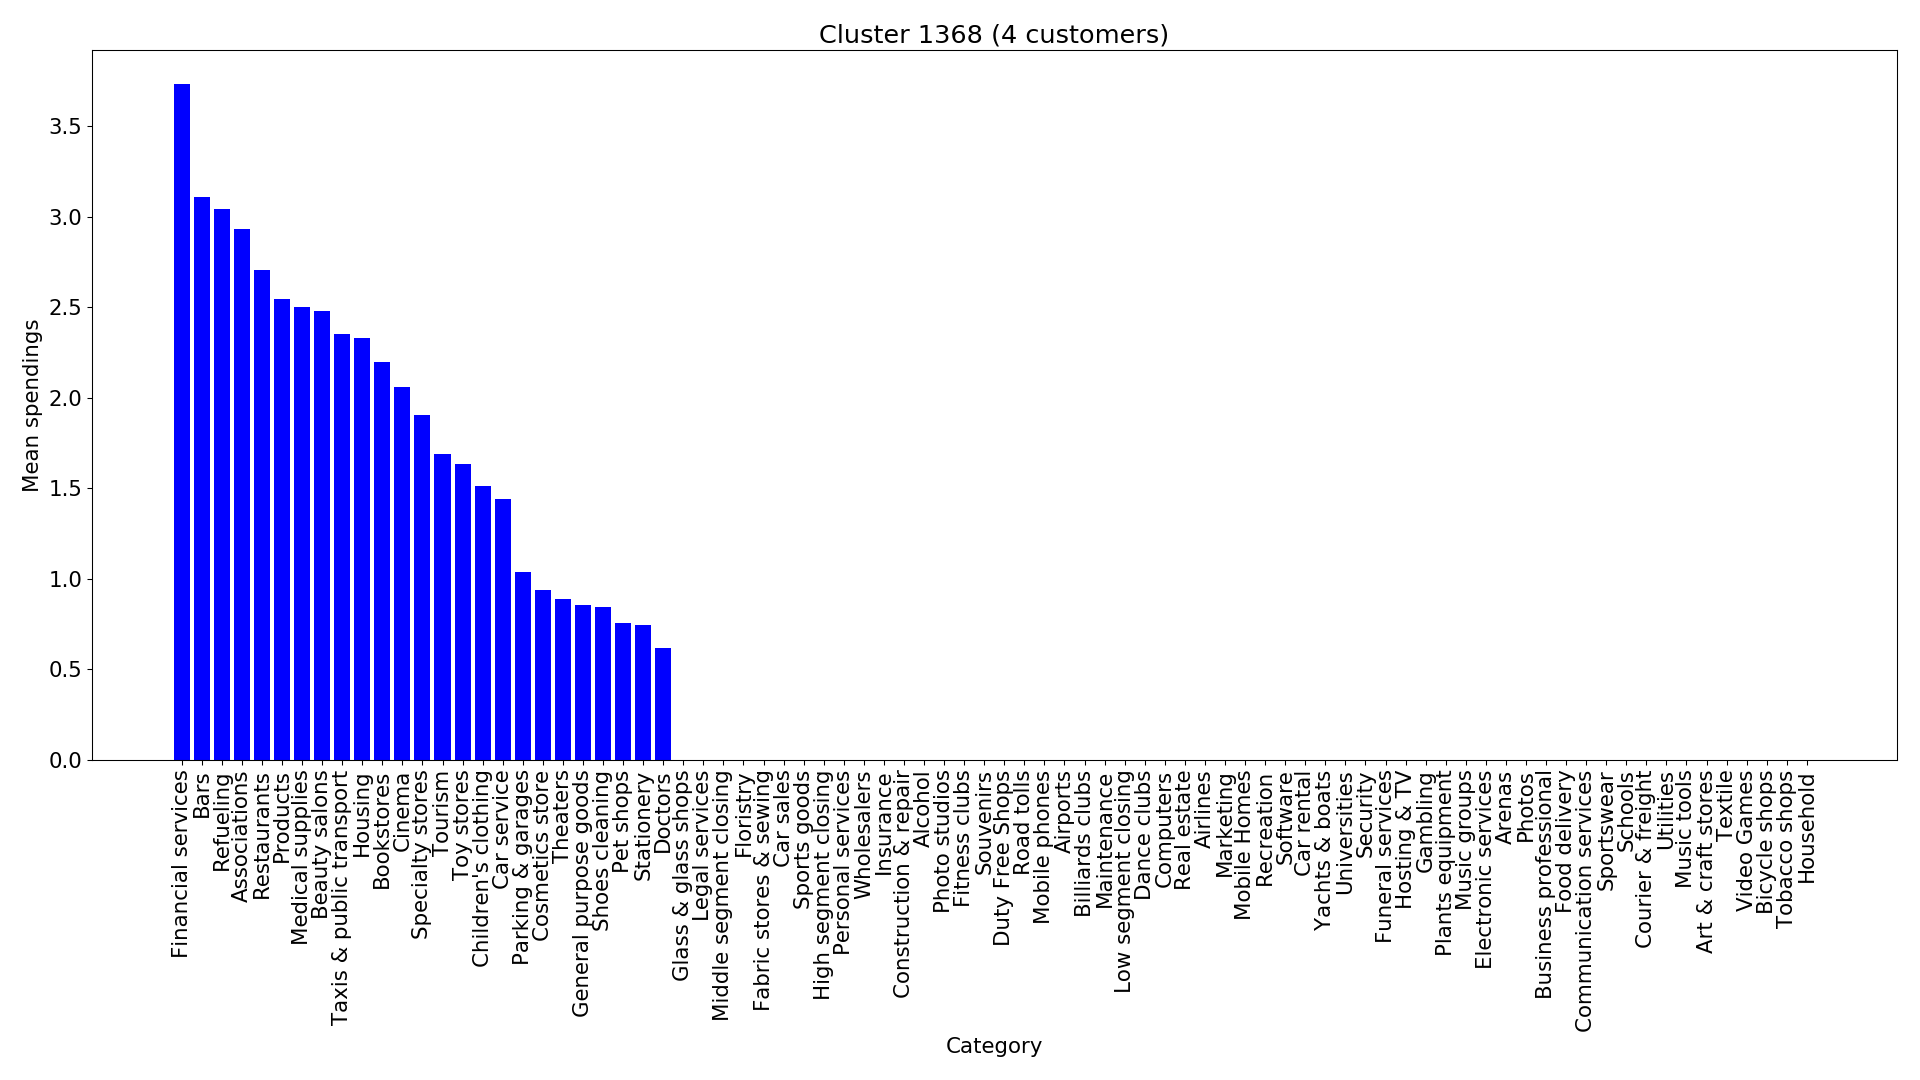 Cluster 1368 (4 customers)
Mean spendings
3.5
3.0
2.5
2.0
1.5
1.0
0.5
0.0
Financial services
Bars
Refueling
Associations
Restaurants
Products
Medical supplies
Beauty salons
Taxis & public transport
Housing
Bookstores
Cinema
Specialty stores
Tourism
Toy stores
Children's clothing
Car service
Parking & garages
Cosmetics store
Theaters
General purpose goods
Shoes cleaning
Pet shops
Stationery
Doctors
Glass & glass shops
Legal services
Middle segment closing
Floristry
Fabric stores & sewing
Car sales
Sports goods
High segment closing
Personal services
Wholesalers
Insurance
Construction & repair
Alcohol
Photo studios
Fitness clubs
Souvenirs
Duty Free Shops
Road tolls
Mobile phones
Airports
Billiards clubs
Maintenance
Low segment closing
Dance clubs
Computers
Real estate
Airlines
Marketing
Mobile Homes
Recreation
Software
Car rental
Yachts & boats
Universities
Security
Funeral services
Hosting & TV
Gambling
Plants equipment
Music groups
Electronic services
Arenas
Photos
Business professional
Food delivery
Communication services
Sportswear
Schools
Courier & freight
Utilities
Music tools
Art & craft stores
Textile
Video Games
Bicycle shops
Tobacco shops
Household
Category